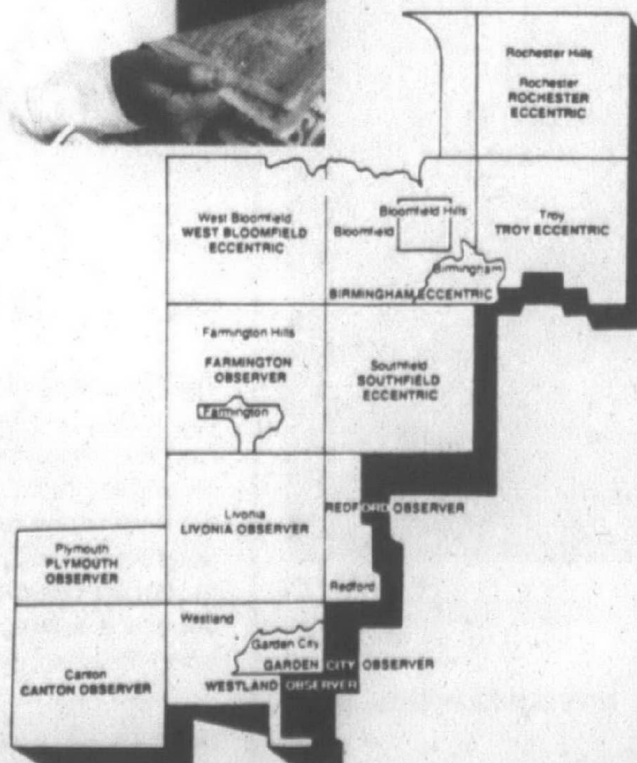 Rochester Hills
Rochester
ROCHESTER
ECCENTRIC
West Bloomfield
WEST BLOOMFIELD
ECCENTRIC
Bloomfield Hills
Bloomfield
Birmingham
BIRMINGHAM ECCENTRIC
Troy
TROY ECCENTRIC
Farmington Hills
FARMINGTON
OBSERVER
Farmington
Southfield
SOUTHFIELD
ECCENTRIC
Livonia
LIVONIA OBSERVER
REDFORD OBSERVER
Redford
Plymouth
PLYMOUTH
OBSERVER
Westland
Garden City
GARDEN CITY OBSERVER
WESTLAND OBSERVER
Canton
CANTON OBSERVER